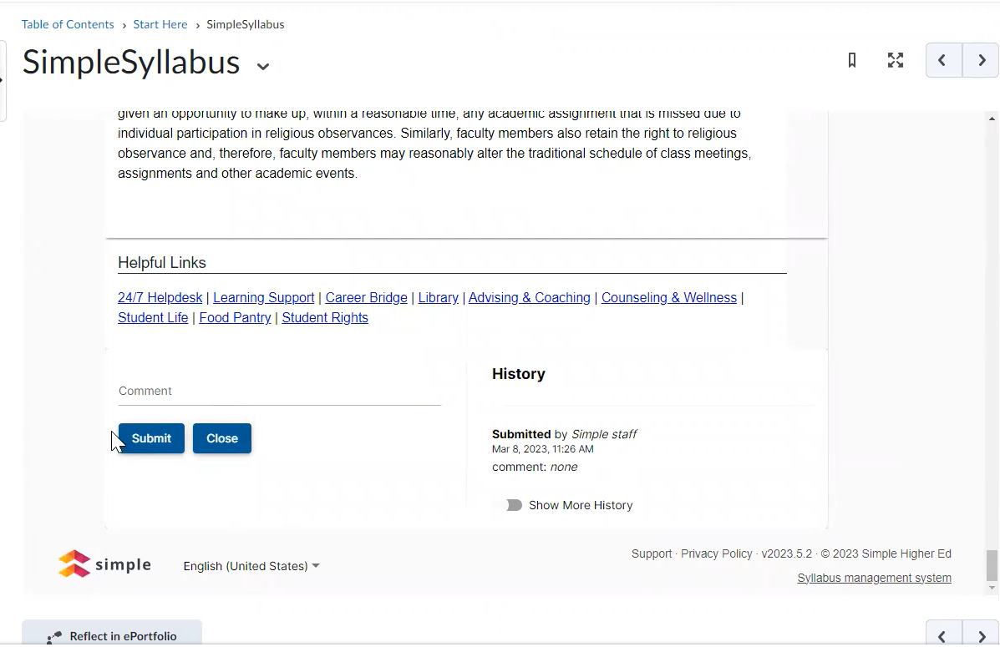 Table of Contents › Start Here › SimpleSyllabus
SimpleSyllabus
given an opportunity to make up, within a reasonable time, any academic assignment that is missed due to
individual participation in religious observances. Similarly, faculty members also retain the right to religious
observance and, therefore, faculty members may reasonably alter the traditional schedule of class meetings,
assignments and other academic events.
Helpful Links
24/7 Helpdesk | Learning Support | Career Bridge | Library | Advising & Coaching | Counseling & Wellness |
Student Life | Food Pantry | Student Rights
Comment
Submit Close
History
Submitted by Simple staff
Mar 8, 2023, 11:26 AM
comment: none
Show More History
simple
English (United States)
Support · Privacy Policy · v2023.5.2 · © 2023 Simple Higher Ed
Syllabus management system
Reflect in ePortfolio